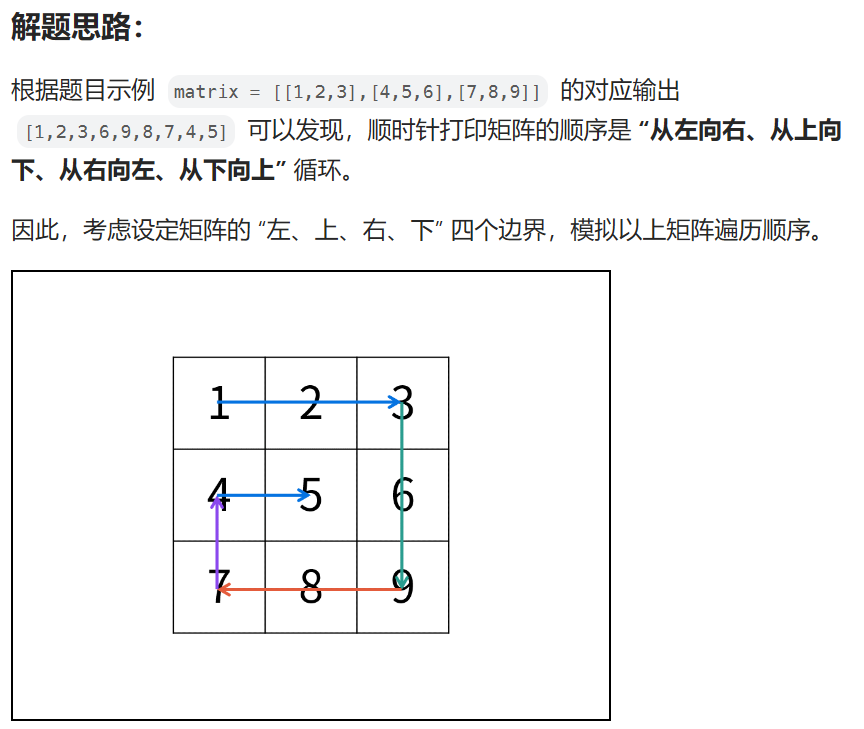 解题思路：
根据题目示例 matrix = [[1,2,3],[4,5,6],[7,8,9]] 的对应输出
[1,2,3,6,9,8,7,4,5] 可以发现，顺时针打印矩阵的顺序是 “从左向右、从上向
下、从右向左、从下向上” 循环。
因此，考虑设定矩阵的 “左、上、右、下” 四个边界，模拟以上矩阵遍历顺序。
1 2 3
4 5 6
7 8 9